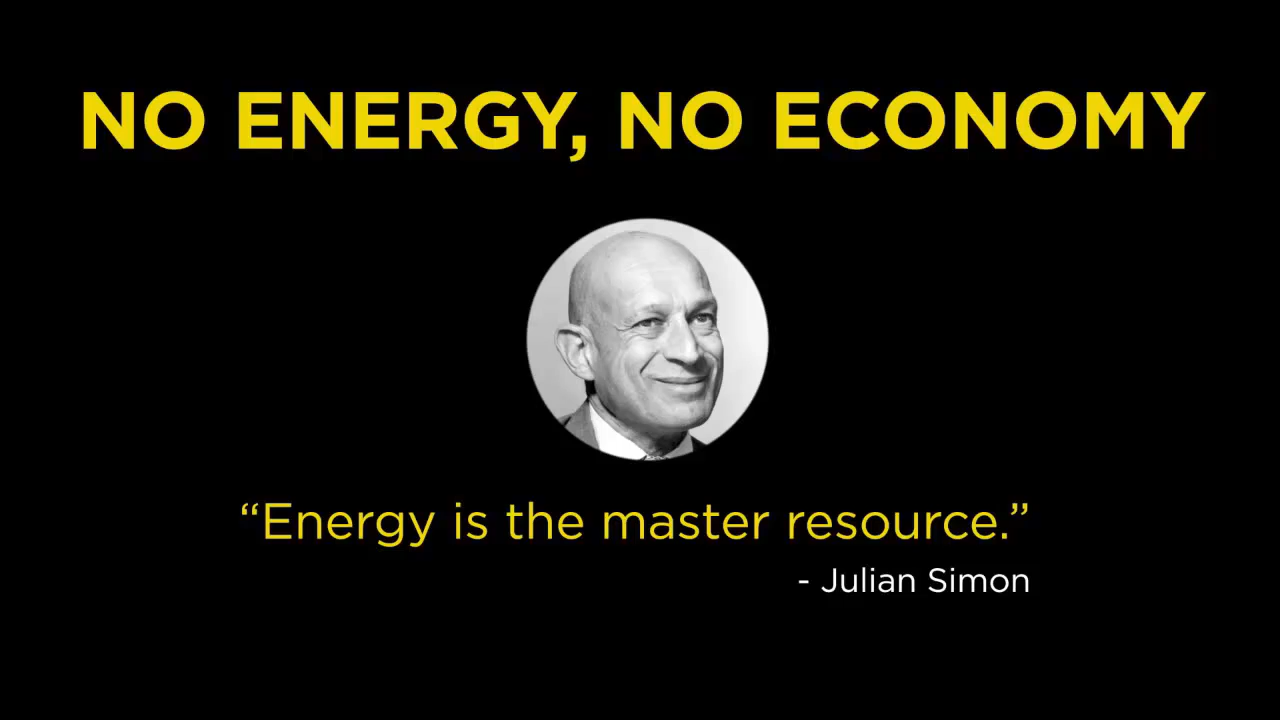 NO ENERGY, NO ECONOMY
“Energy is the master resource.”
- Julian Simon